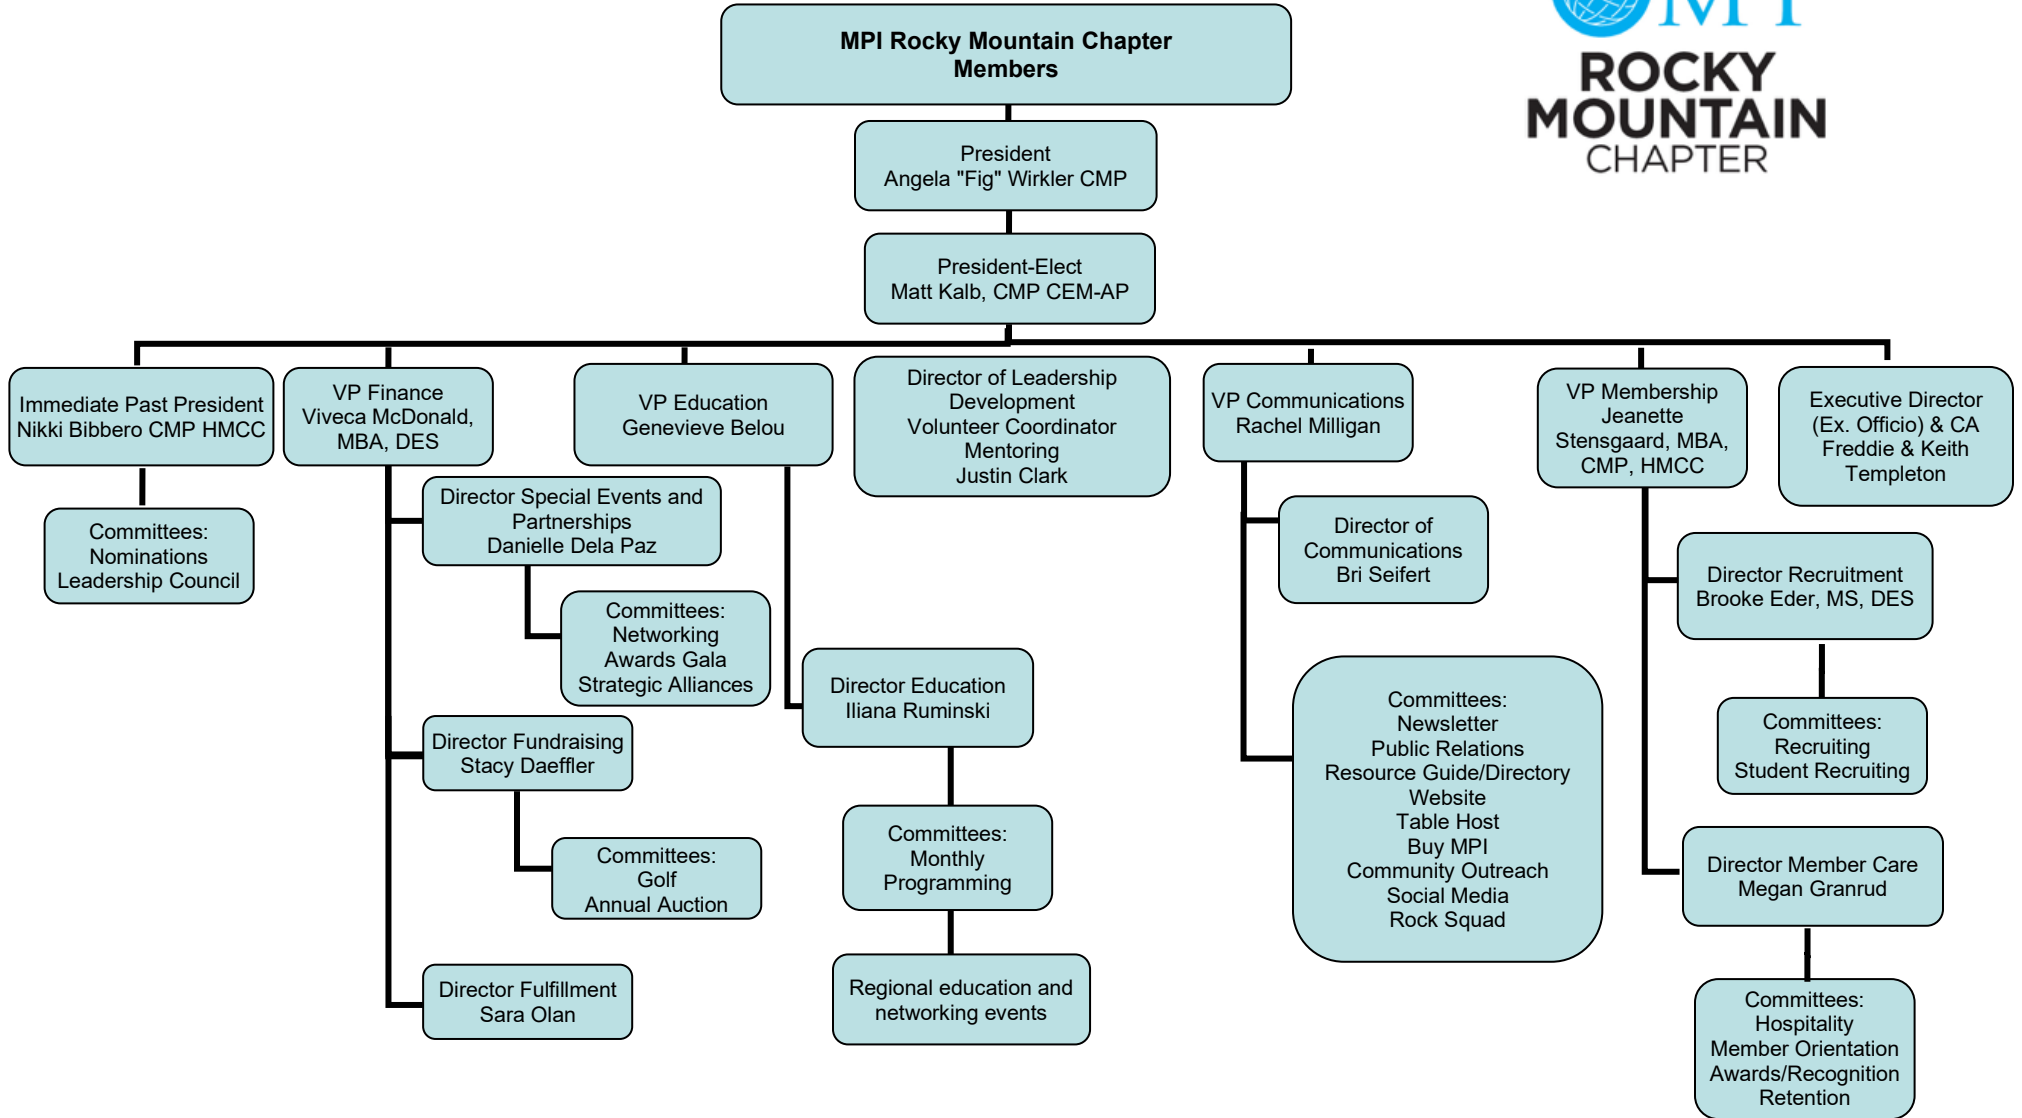 MPI Rocky Mountain Chapter
Members
MPI
ROCKY
MOUNTAIN
CHAPTER
President
Angela "Fig" Wirkler CMP
President-Elect
Matt Kalb, CMP CEM-AP
Immediate Past President
Nikki Bibbero CMP HMCC
VP Finance
Viveca McDonald,
MBA, DES
VP Education
Genevieve Belou
Director of Leadership
Development
Volunteer Coordinator
Mentoring
Justin Clark
VP Communications
Rachel Milligan
VP Membership
Jeanette
Stensgaard, MBA,
CMP, HMCC
Executive Director
(Ex. Officio) & CA
Freddie & Keith
Templeton
Committees:
Nominations
Leadership Council
Director Special Events and
Partnerships
Danielle Dela Paz
Committees:
Networking
Awards Gala
Strategic Alliances
Director Fundraising
Stacy Daeffler
Committees:
Golf
Annual Auction
Director Fulfillment
Sara Olan
Director Education
Iliana Ruminski
Committees:
Monthly
Programming
Regional education and
networking events
Director of
Communications
Bri Seifert
Committees:
Newsletter
Public Relations
Resource Guide/Directory
Website
Table Host
Buy MPI
Community Outreach
Social Media
Rock Squad
Director Recruitment
Brooke Eder, MS, DES
Committees:
Recruiting
Student Recruiting
Director Member Care
Megan Granrud
Committees:
Hospitality
Member Orientation
Awards/Recognition
Retention